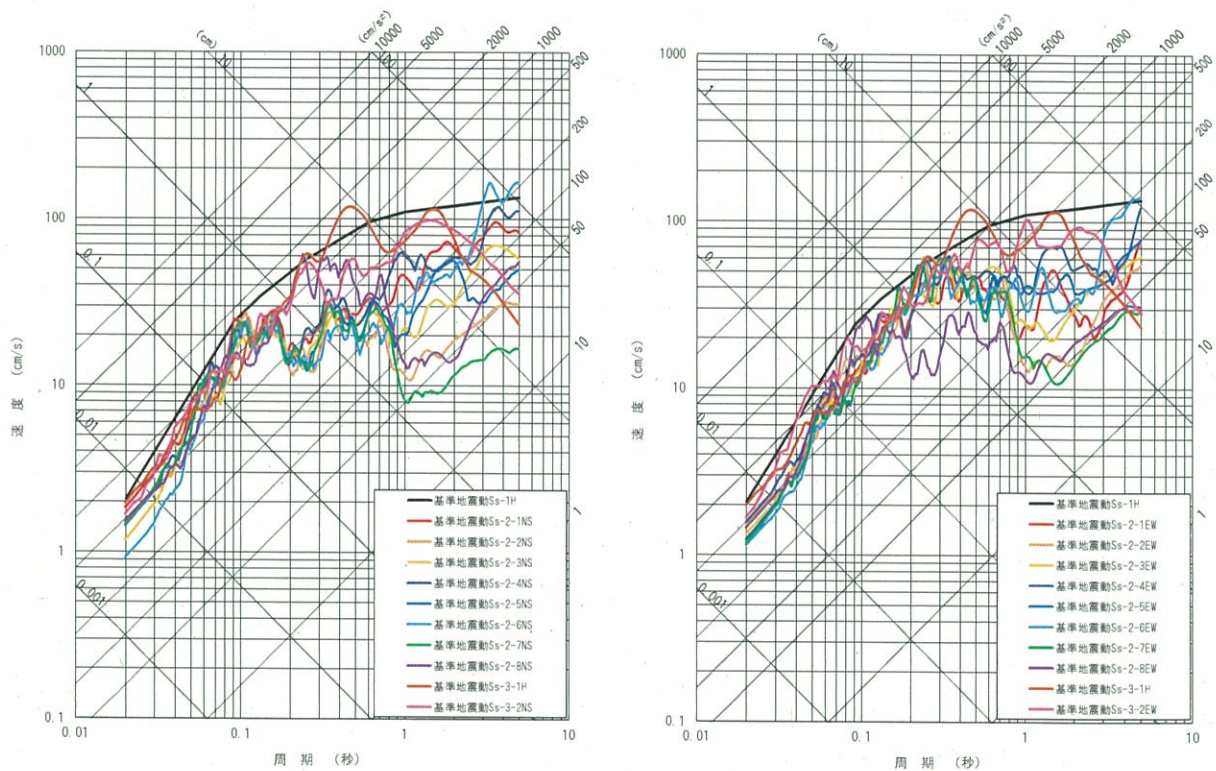 (cm)
(cm/s²)
10
100
10000
5000
2000
1000
500
200
100
50
10
1
1000
100
10
1
0.1
1
0.1
0.01
0.001
速度 (cm/s)
0.01
0.1
1
10
周期 (秒)
基準地震動Ss-1H
基準地震動Ss-2-1NS
基準地震動Ss-2-2NS
基準地震動Ss-2-3NS
基準地震動Ss-2-4NS
基準地震動Ss-2-5NS
基準地震動Ss-2-6NS
基準地震動Ss-2-7NS
基準地震動Ss-2-8NS
基準地震動Ss-3-1H
基準地震動Ss-3-2NS
(cm)
(cm/s²)
10
100
10000
5000
2000
1000
500
200
100
50
10
1
1000
100
10
1
0.1
1
0.1
0.01
0.001
速度 (cm/s)
0.01
0.1
1
10
周期 (秒)
基準地震動Ss-1H
基準地震動Ss-2-1EW
基準地震動Ss-2-2EW
基準地震動Ss-2-3EW
基準地震動Ss-2-4EW
基準地震動Ss-2-5EW
基準地震動Ss-2-6EW
基準地震動Ss-2-7EW
基準地震動Ss-2-8EW
基準地震動Ss-3-1H
基準地震動Ss-3-2EW